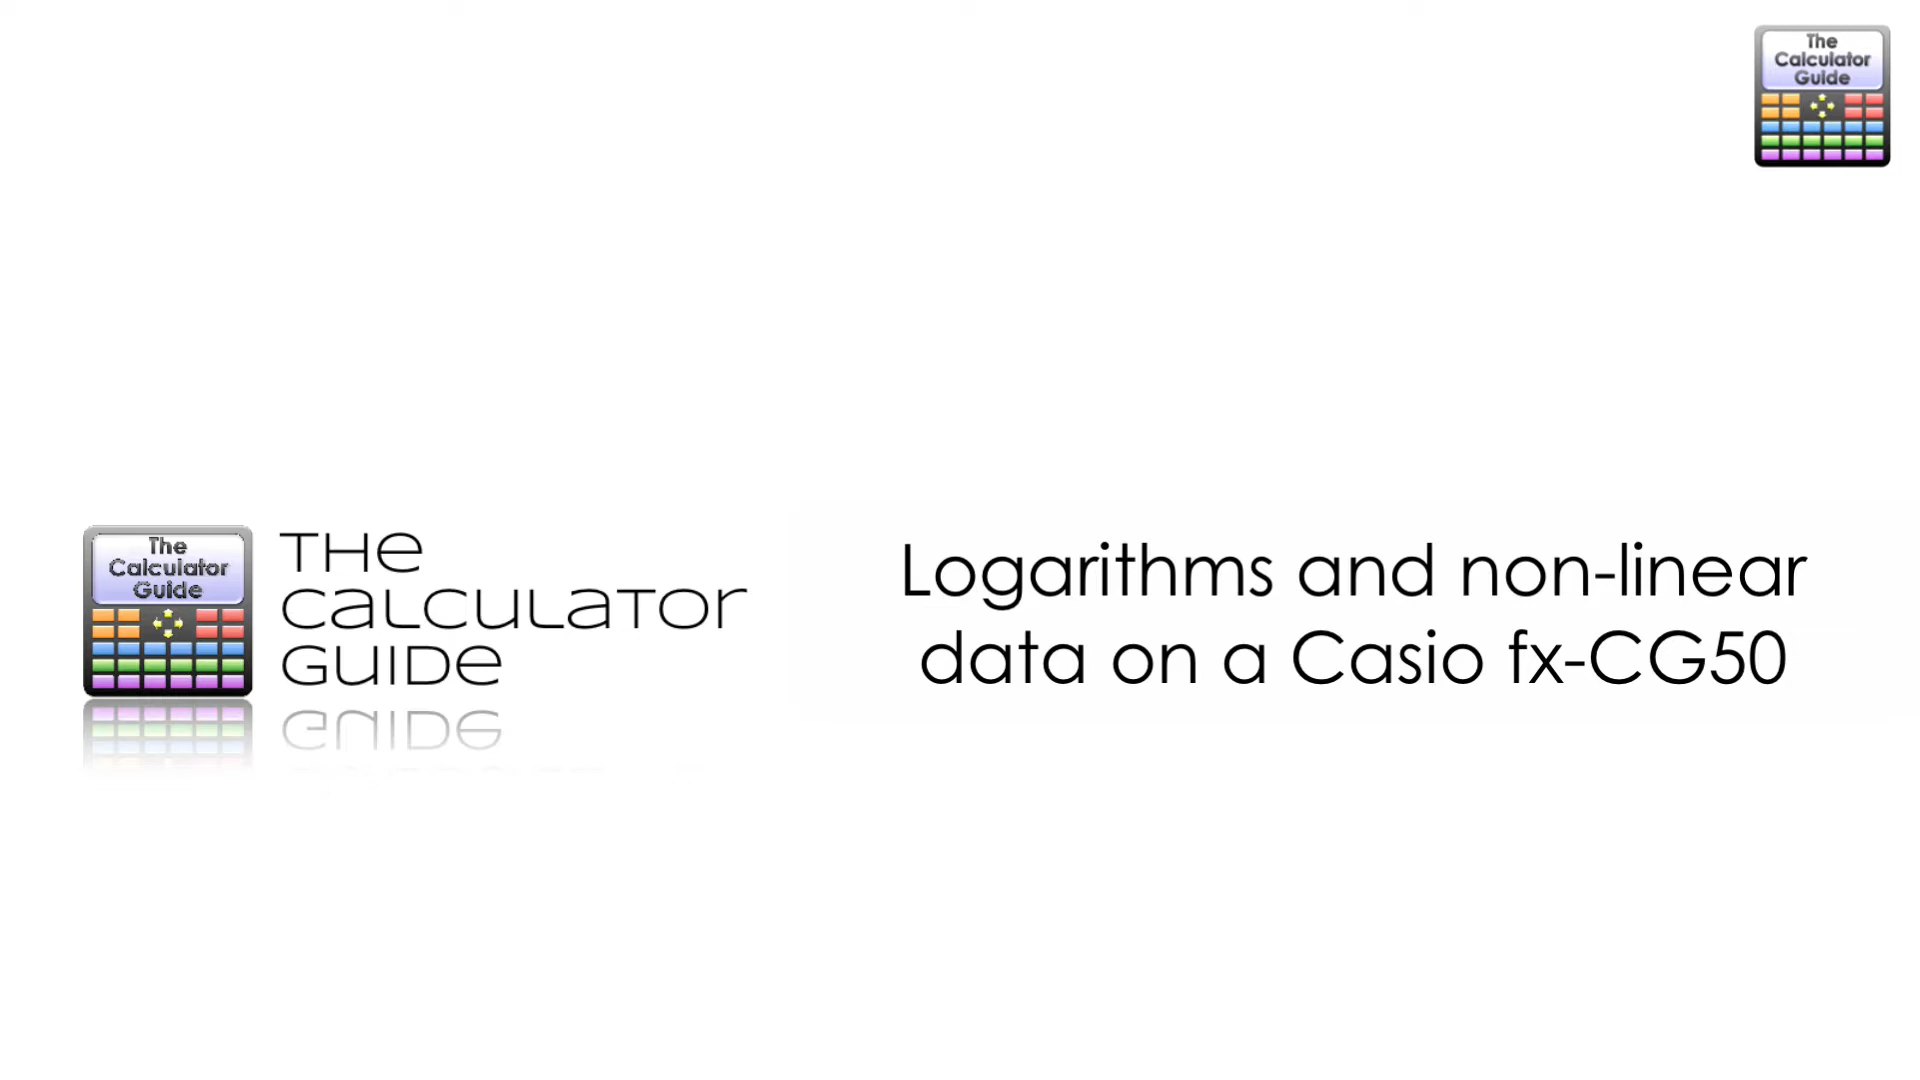 The
Calculator
Guide
The
Calculator
Guide
THE
CALCULATOR
GUIDE
Logarithms and non-linear
data on a Casio fx-CG50